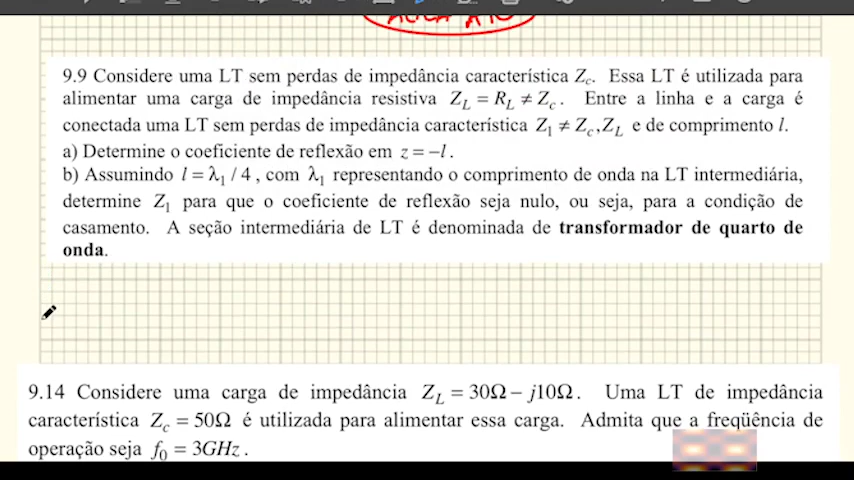 9.9 Considere uma LT sem perdas de impedância característica Z_c. Essa LT é utilizada para
alimentar uma carga de impedância resistiva Z_L = R_L ≠ Z_c. Entre a linha e a carga é
conectada uma LT sem perdas de impedância característica Z_1 ≠ Z_c, Z_L e de comprimento l.
a) Determine o coeficiente de reflexão em z = −l.
b) Assumindo l = λ_1 / 4, com λ_1 representando o comprimento de onda na LT intermediária,
determine Z_1 para que o coeficiente de reflexão seja nulo, ou seja, para a condição de
casamento. A seção intermediária de LT é denominada de transformador de quarto de
onda.
9.14 Considere uma carga de impedância Z_L = 30Ω − j10Ω. Uma LT de impedância
característica Z_c = 50Ω é utilizada para alimentar essa carga. Admita que a freqüência de
operação seja f_0 = 3GHz.